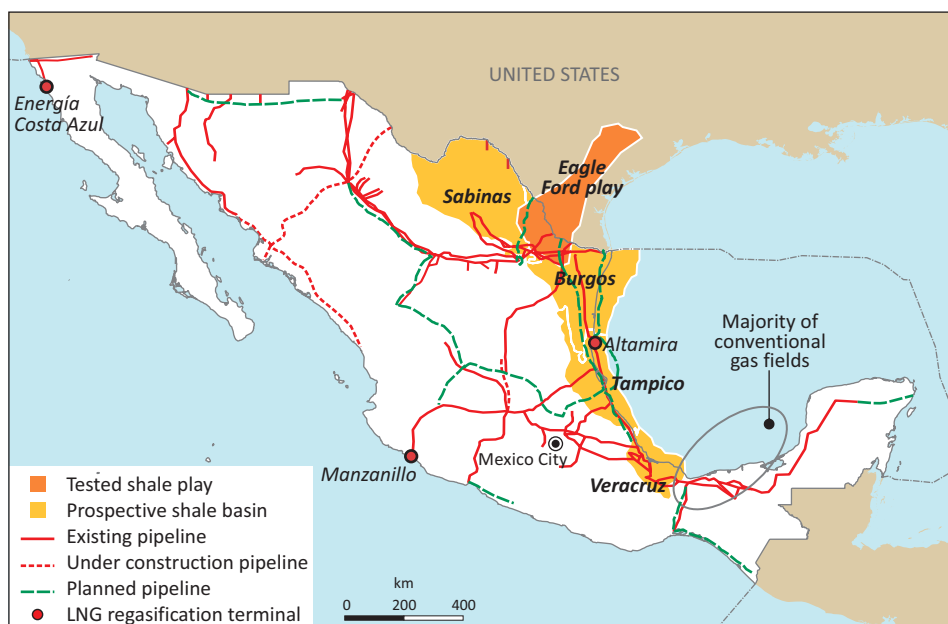 UNITED STATES
Energía
Costa Azul
Eagle
Ford play
Sabinas
Burgos
Altamira
Majority of
conventional
gas fields
Tampico
Mexico City
Manzanillo
Veracruz
Tested shale play
Prospective shale basin
Existing pipeline
Under construction pipeline
Planned pipeline
LNG regasification terminal
km
0 200 400